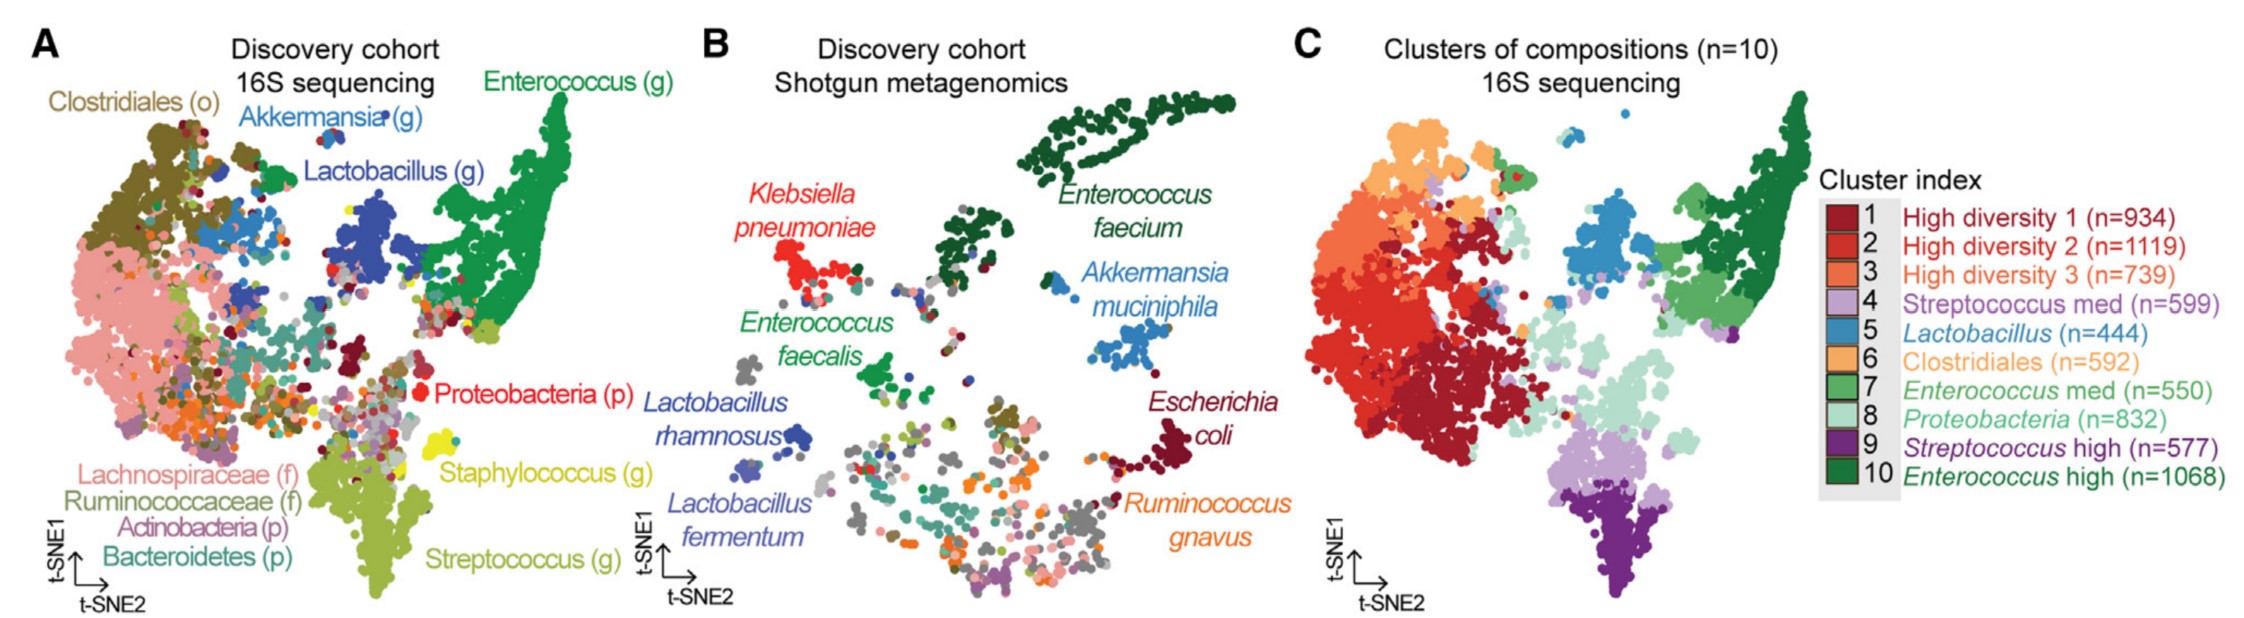 A
Discovery cohort
16S sequencing
Clostridiales (o)
Akkermansia (g)
Enterococcus (g)
Lactobacillus (g)
Proteobacteria (p)
Staphylococcus (g)
Lachnospiraceae (f)
Ruminococcaceae (f)
Actinobacteria (p)
Bacteroidetes (p)
Streptococcus (g)
t-SNE1
t-SNE2
B
Discovery cohort
Shotgun metagenomics
Klebsiella
pneumoniae
Enterococcus
faecium
Akkermansia
muciniphila
Enterococcus
faecalis
Lactobacillus
rhamnosus
Escherichia
coli
Lactobacillus
fermentum
Ruminococcus
gnavus
t-SNE1
t-SNE2
C
Clusters of compositions (n=10)
16S sequencing
Cluster index
1 High diversity 1 (n=934)
2 High diversity 2 (n=1119)
3 High diversity 3 (n=739)
4 Streptococcus med (n=599)
5 Lactobacillus (n=444)
6 Clostridiales (n=592)
7 Enterococcus med (n=550)
8 Proteobacteria (n=832)
9 Streptococcus high (n=577)
10 Enterococcus high (n=1068)
t-SNE1
t-SNE2